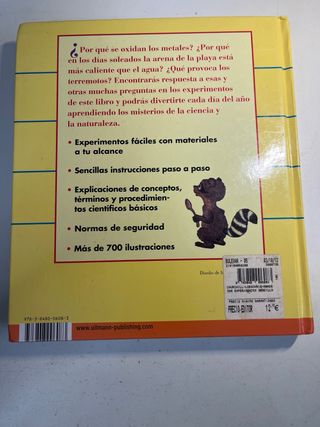 ¿Por qué se oxidan los metales? ¿Por qué
en los días soleados la arena de la playa está
más caliente que el agua? ¿Qué provoca los
terremotos? Encontrarás respuesta a esas y
otras muchas preguntas en los experimentos
de este libro y podrás divertirte cada día del año
aprendiendo los misterios de la ciencia y
la naturaleza.
• Experimentos fáciles con materiales
a tu alcance
• Sencillas instrucciones paso a paso
• Explicaciones de conceptos,
términos y procedimien-
tos científicos básicos
• Normas de seguridad
• Más de 700 ilustraciones
Diseño de
PRECIO-EDITOR
www.ullmann-publishing.com